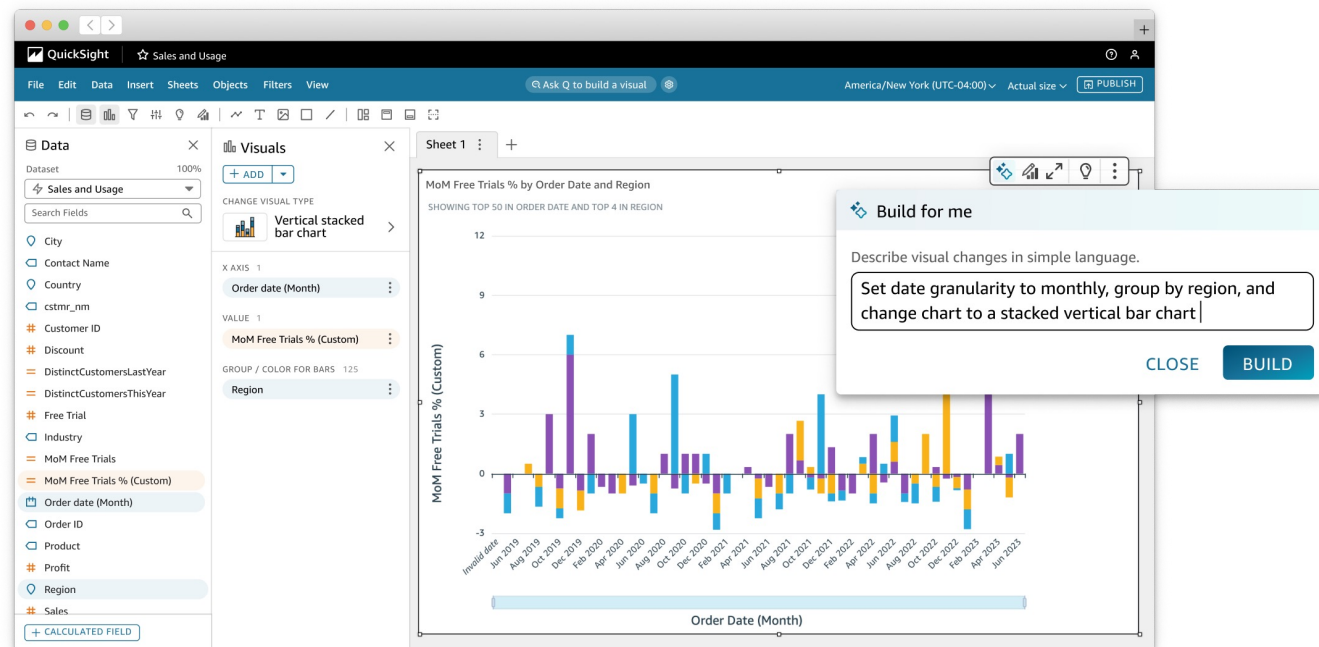 QuickSight
Sales and Usage
File Edit Data Insert Sheets Objects Filters View
Ask Q to build a visual
America/New York (UTC-04:00)
Actual size
PUBLISH
Data
Dataset 100%
Sales and Usage
Search Fields
City
Contact Name
Country
cstmr_nm
Customer ID
Discount
DistinctCustomersLastYear
DistinctCustomersThisYear
Free Trial
Industry
MoM Free Trials
MoM Free Trials % (Custom)
Order date (Month)
Order ID
Product
Profit
Region
Sales
+ CALCULATED FIELD
Visuals
+ ADD
CHANGE VISUAL TYPE
Vertical stacked
bar chart
X AXIS 1
Order date (Month)
VALUE 1
MoM Free Trials % (Custom)
GROUP / COLOR FOR BARS 125
Region
Sheet 1
MoM Free Trials % by Order Date and Region
SHOWING TOP 50 IN ORDER DATE AND TOP 4 IN REGION
MoM Free Trials % (Custom)
12
9
6
3
0
-3
Invalid date
Jun 2019
Aug 2019
Oct 2019
Dec 2019
Feb 2020
Apr 2020
Jun 2020
Aug 2020
Oct 2020
Dec 2020
Feb 2021
Apr 2021
Jun 2021
Aug 2021
Oct 2021
Dec 2021
Feb 2022
Apr 2022
Jun 2022
Aug 2022
Oct 2022
Dec 2022
Feb 2023
Apr 2023
Jun 2023
Order Date (Month)
Build for me
Describe visual changes in simple language.
Set date granularity to monthly, group by region, and
change chart to a stacked vertical bar chart
CLOSE
BUILD